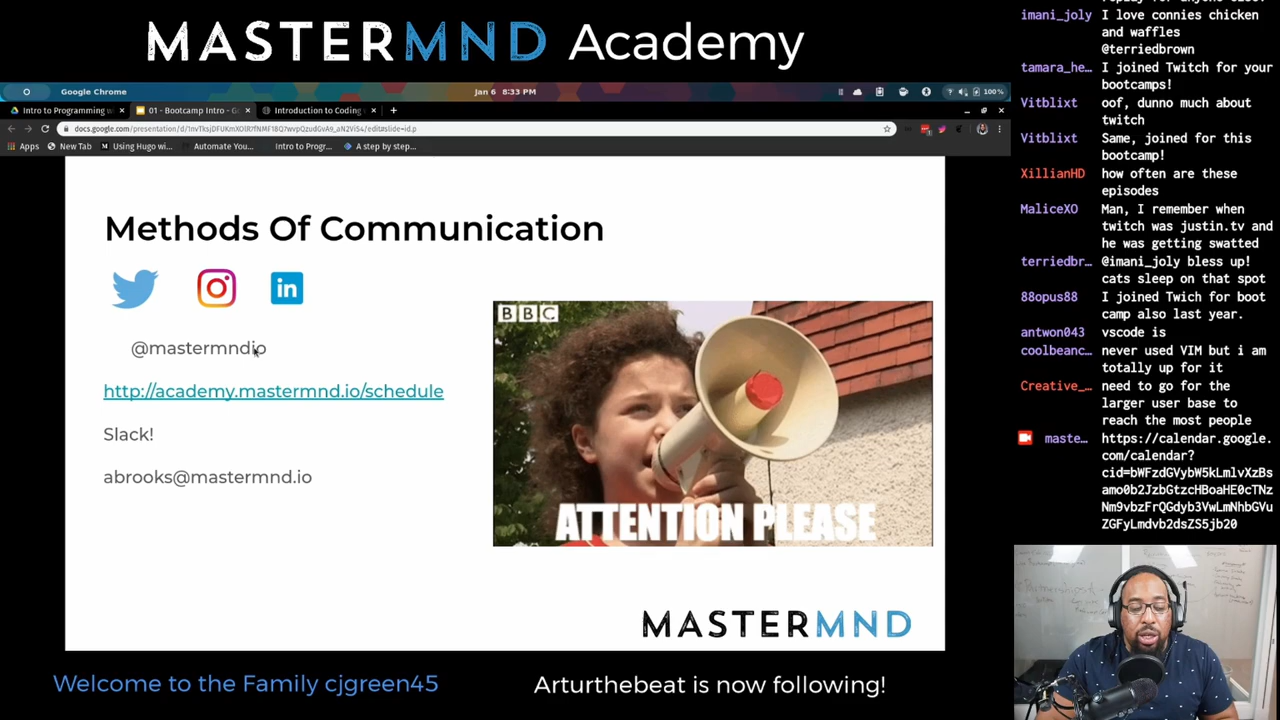 MASTERMND Academy
Google Chrome
Jan 6 8:33 PM
100%
Intro to Programming w
01 - Bootcamp Intro - G
Introduction to Coding
Apps
New Tab
Using Hugo wi...
Automate You...
Intro to Progr...
A step by step...
Methods Of Communication
in
@mastermndio
http://academy.mastermnd.io/schedule
Slack!
abrooks@mastermnd.io
BBC
ATTENTION PLEASE
MASTERMND
Welcome to the Family cjgreen45
Arturthebeat is now following!
imani_joly I love connies chicken
and waffles
@terriedbrown
tamara_he… I joined Twitch for your
bootcamps!
Vitblixt oof, dunno much about
twitch
Vitblixt Same, joined for this
bootcamp!
XillianHD how often are these
episodes
MaliceXO Man, I remember when
twitch was justin.tv and
he was getting swatted
terriedbr… @imani_joly bless up!
cats sleep on that spot
88opus88 I joined Twich for boot
camp also last year.
antwon043 vscode is
coolbeanc… never used VIM but i am
totally up for it
Creative_… need to go for the
larger user base to
reach the most people
maste… https://calendar.google.
com/calendar?